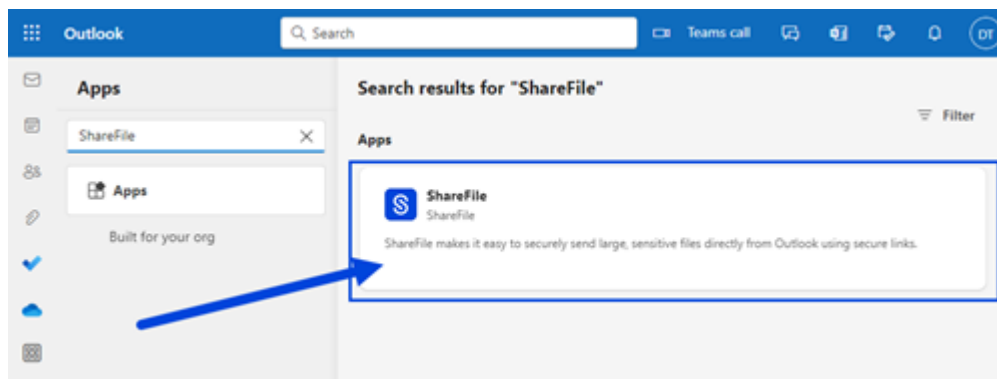 Outlook
Search
Teams call
DT
Apps
ShareFile
Apps
Built for your org
Search results for "ShareFile"
Filter
Apps
ShareFile
ShareFile
ShareFile makes it easy to securely send large, sensitive files directly from Outlook using secure links.